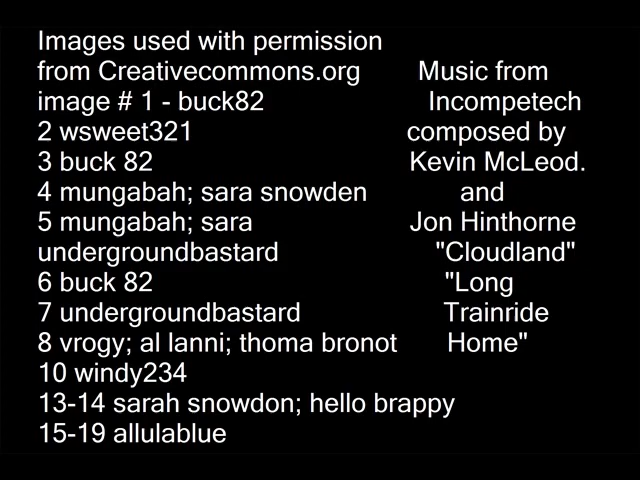 Images used with permission
from Creativecommons.org
image # 1 - buck82
2 wsweet321
3 buck 82
4 mungabah; sara snowden
5 mungabah; sara
undergroundbastard
6 buck 82
7 undergroundbastard
8 vrogy; al lanni; thoma bronot
10 windy234
13-14 sarah snowdon; hello brappy
15-19 allulablue
Music from
Incompetech
composed by
Kevin McLeod.
and
Jon Hinthorne
"Cloudland"
"Long
Trainride
Home"